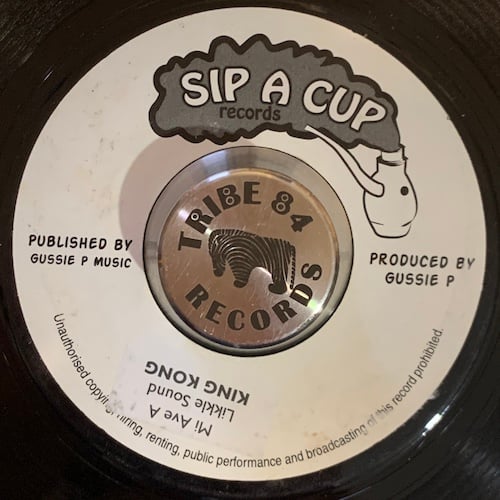 SIP A CUP
records
TRIBE 84
RECORDS
PUBLISHED BY
GUSSIE P MUSIC
PRODUCED BY
GUSSIE P
Mi Ave A
Likkle Sound
KING KONG
Unauthorised hiring, renting, public performance and broadcasting of this record prohibited.